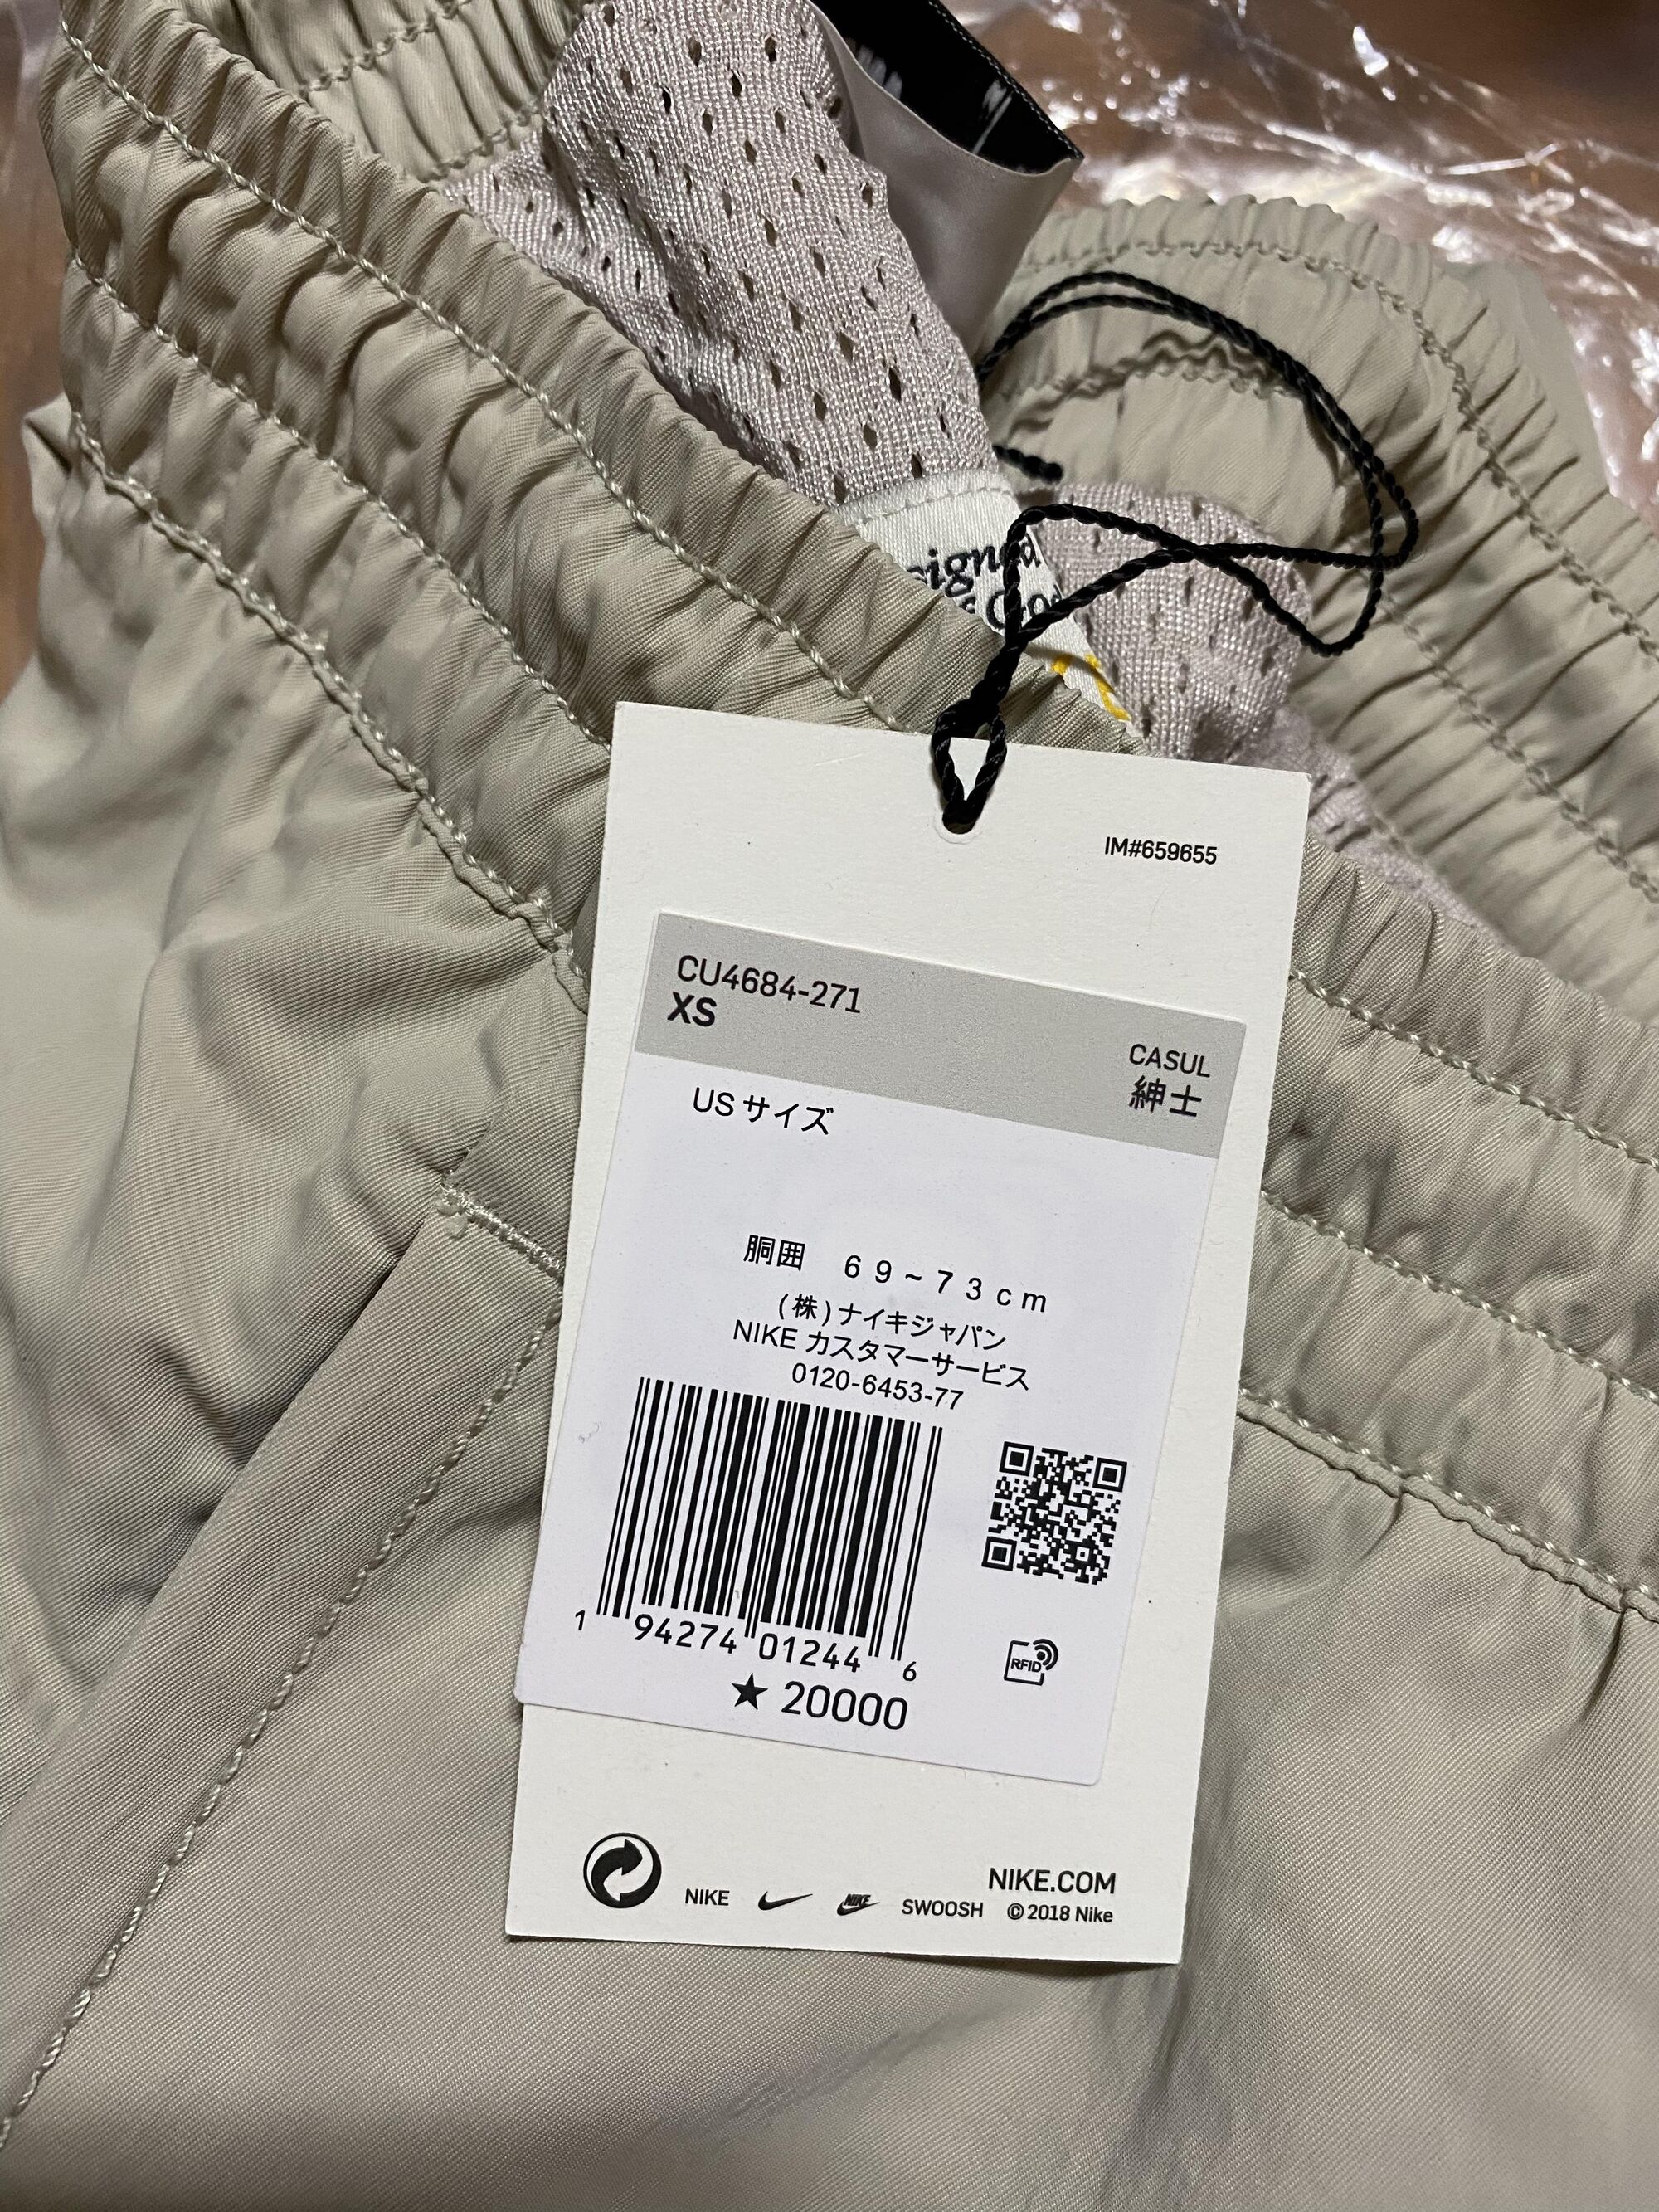 signed
IM#659655
CU4684-271
XS
CASUL
紳士
USサイズ
胴囲 69~73cm
(株)ナイキジャパン
NIKE カスタマーサービス
0120-6453-77
1 94274 01244 6
RFID
★ 20000
NIKE.COM
NIKE NIKE SWOOSH © 2018 Nike